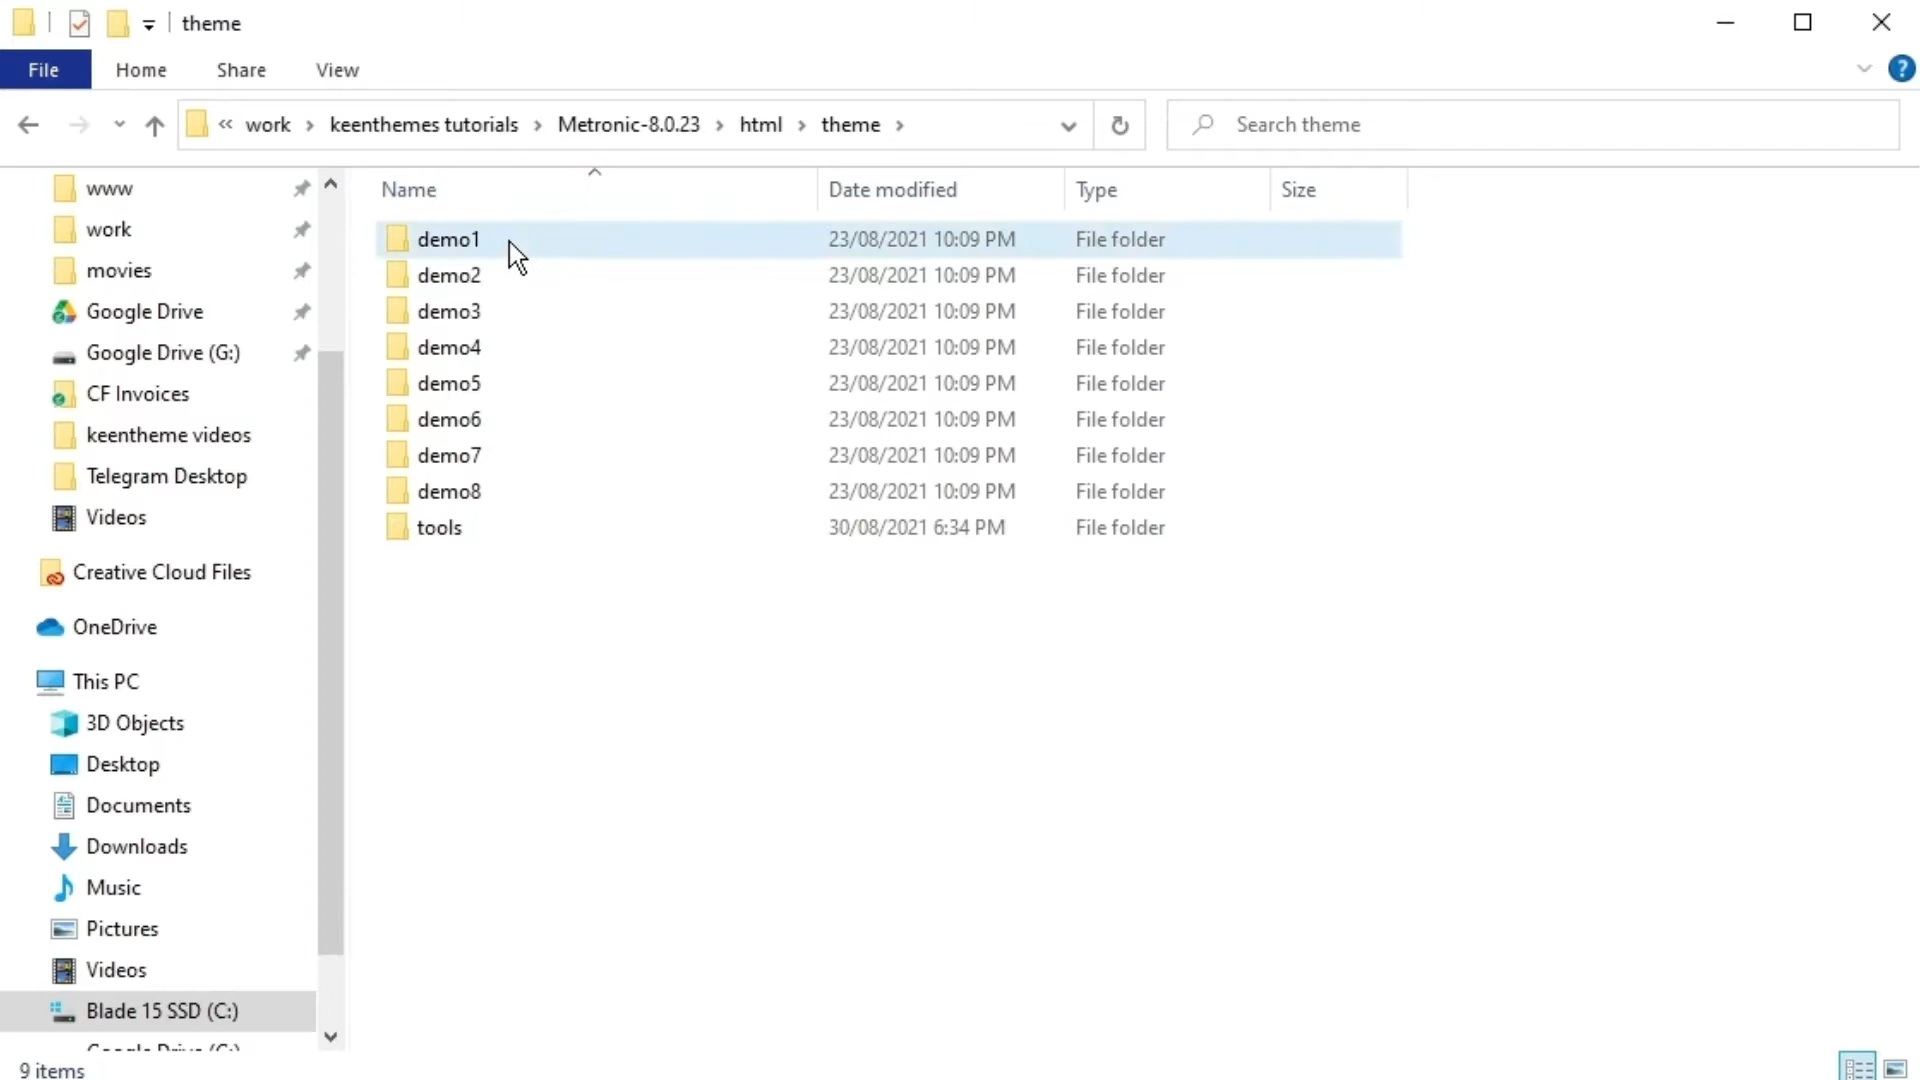 theme
File Home Share View
« work > keenthemes tutorials > Metronic-8.0.23 > html > theme >
Search theme
Name Date modified Type Size
www
work
movies
Google Drive
Google Drive (G:)
CF Invoices
keentheme videos
Telegram Desktop
Videos
Creative Cloud Files
OneDrive
This PC
3D Objects
Desktop
Documents
Downloads
Music
Pictures
Videos
Blade 15 SSD (C:)
Google Drive (G:)
demo1 23/08/2021 10:09 PM File folder
demo2 23/08/2021 10:09 PM File folder
demo3 23/08/2021 10:09 PM File folder
demo4 23/08/2021 10:09 PM File folder
demo5 23/08/2021 10:09 PM File folder
demo6 23/08/2021 10:09 PM File folder
demo7 23/08/2021 10:09 PM File folder
demo8 23/08/2021 10:09 PM File folder
tools 30/08/2021 6:34 PM File folder
9 items